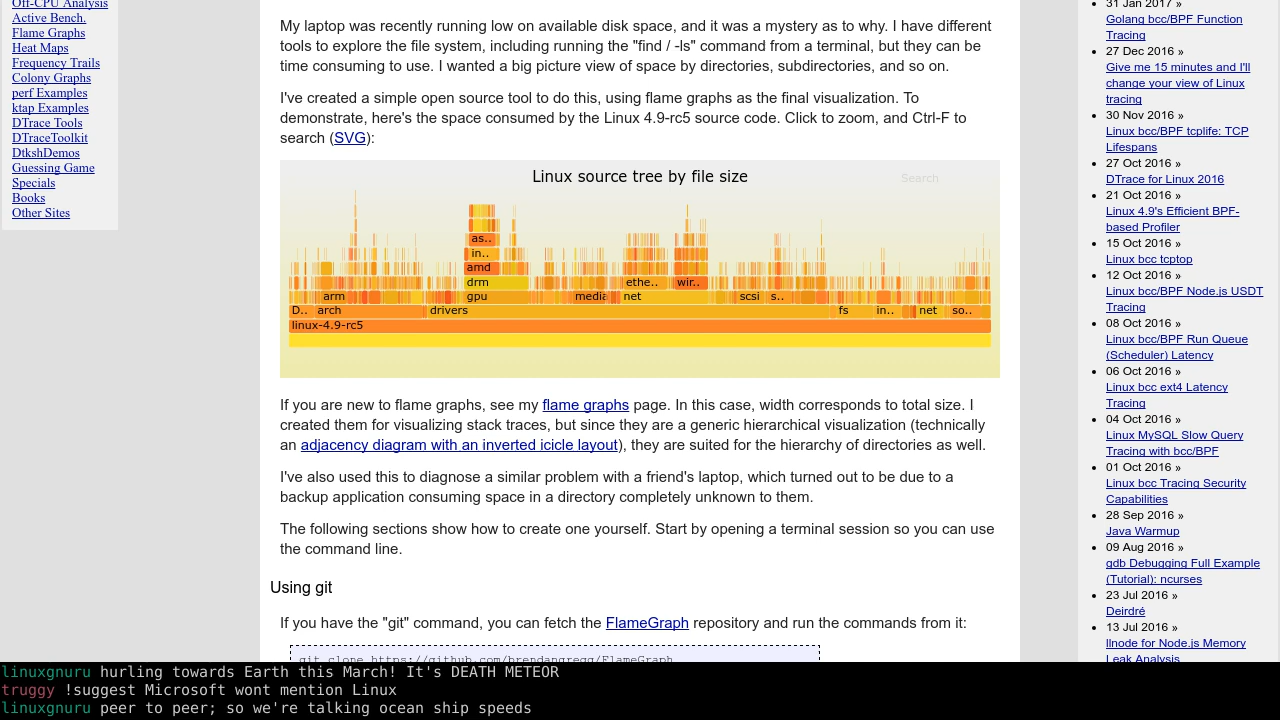 Off-CPU Analysis
Active Bench.
Flame Graphs
Heat Maps
Frequency Trails
Colony Graphs
perf Examples
ktap Examples
DTrace Tools
DTraceToolkit
DtkshDemos
Guessing Game
Specials
Books
Other Sites
My laptop was recently running low on available disk space, and it was a mystery as to why. I have different
tools to explore the file system, including running the "find / -ls" command from a terminal, but they can be
time consuming to use. I wanted a big picture view of space by directories, subdirectories, and so on.
I've created a simple open source tool to do this, using flame graphs as the final visualization. To
demonstrate, here's the space consumed by the Linux 4.9-rc5 source code. Click to zoom, and Ctrl-F to
search (SVG):
Linux source tree by file size
Search
as..
in..
amd
drm ethe.. wir..
arm gpu media net scsi s..
D.. arch drivers fs in.. net so..
linux-4.9-rc5
If you are new to flame graphs, see my flame graphs page. In this case, width corresponds to total size. I
created them for visualizing stack traces, but since they are a generic hierarchical visualization (technically
an adjacency diagram with an inverted icicle layout), they are suited for the hierarchy of directories as well.
I've also used this to diagnose a similar problem with a friend's laptop, which turned out to be due to a
backup application consuming space in a directory completely unknown to them.
The following sections show how to create one yourself. Start by opening a terminal session so you can use
the command line.
Using git
If you have the "git" command, you can fetch the FlameGraph repository and run the commands from it:
git clone https://github.com/brendangregg/FlameGraph
31 Jan 2017 »
Golang bcc/BPF Function
Tracing
27 Dec 2016 »
Give me 15 minutes and I'll
change your view of Linux
tracing
30 Nov 2016 »
Linux bcc/BPF tcplife: TCP
Lifespans
27 Oct 2016 »
DTrace for Linux 2016
21 Oct 2016 »
Linux 4.9's Efficient BPF-
based Profiler
15 Oct 2016 »
Linux bcc tcptop
12 Oct 2016 »
Linux bcc/BPF Node.js USDT
Tracing
08 Oct 2016 »
Linux bcc/BPF Run Queue
(Scheduler) Latency
06 Oct 2016 »
Linux bcc ext4 Latency
Tracing
04 Oct 2016 »
Linux MySQL Slow Query
Tracing with bcc/BPF
01 Oct 2016 »
Linux bcc Tracing Security
Capabilities
28 Sep 2016 »
Java Warmup
09 Aug 2016 »
gdb Debugging Full Example
(Tutorial): ncurses
23 Jul 2016 »
Deirdré
13 Jul 2016 »
llnode for Node.js Memory
Leak Analysis
linuxgnuru hurling towards Earth this March! It's DEATH METEOR
truggy !suggest Microsoft wont mention Linux
linuxgnuru peer to peer; so we're talking ocean ship speeds